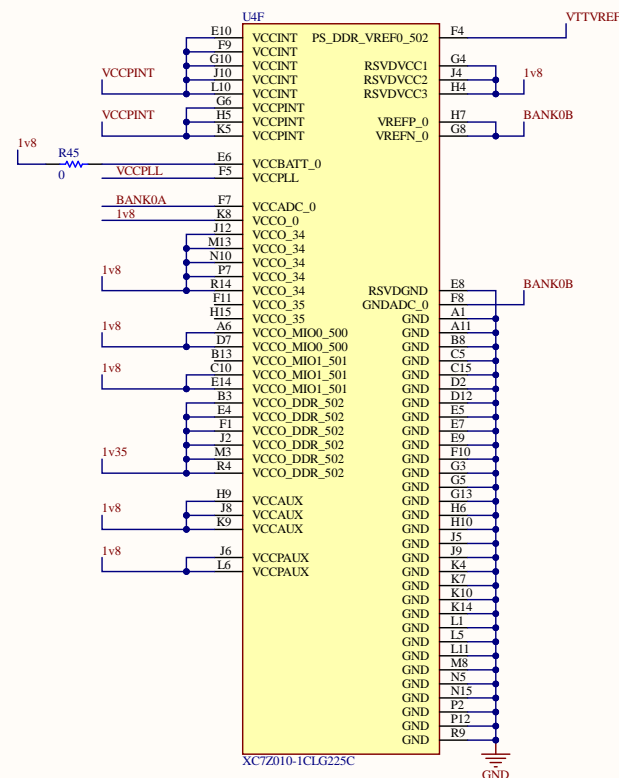 U4F
E10 VCCINT PS_DDR_VREF0_502 F4 VTTVREF
F9 VCCINT
G10 VCCINT RSVDVCC1 G4
VCCPINT J10 VCCINT RSVDVCC2 J4 1v8
L10 VCCINT RSVDVCC3 H4
G6 VCCPINT
VCCPINT H5 VCCPINT VREFP_0 H7 BANK0B
K5 VCCPINT VREFN_0 G8
1v8 R45 0 E6 VCCBATT_0
VCCPLL F5 VCCPLL
BANK0A F7 VCCADC_0
1v8 K8 VCCO_0
J12 VCCO_34
M13 VCCO_34
N10 VCCO_34
1v8 P7 VCCO_34
R14 VCCO_34 RSVDGND E8 BANK0B
F11 VCCO_35 GNDADC_0 F8
H15 VCCO_35 GND A1
1v8 A6 VCCO_MIO0_500 GND A11
D7 VCCO_MIO0_500 GND B8
B13 VCCO_MIO1_501 GND C5
1v8 C10 VCCO_MIO1_501 GND C15
E14 VCCO_MIO1_501 GND D2
B3 VCCO_DDR_502 GND D12
E4 VCCO_DDR_502 GND E5
F1 VCCO_DDR_502 GND E7
J2 VCCO_DDR_502 GND E9
1v35 M3 VCCO_DDR_502 GND F10
R4 VCCO_DDR_502 GND G3
GND G5
H9 VCCAUX GND G13
1v8 J8 VCCAUX GND H6
K9 VCCAUX GND H10
GND J5
1v8 J6 VCCPAUX GND J9
L6 VCCPAUX GND K4
GND K7
GND K10
GND K14
GND L1
GND L5
GND L11
GND M8
GND N5
GND N15
GND P2
GND P12
GND R9
XC7Z010-1CLG225C
GND